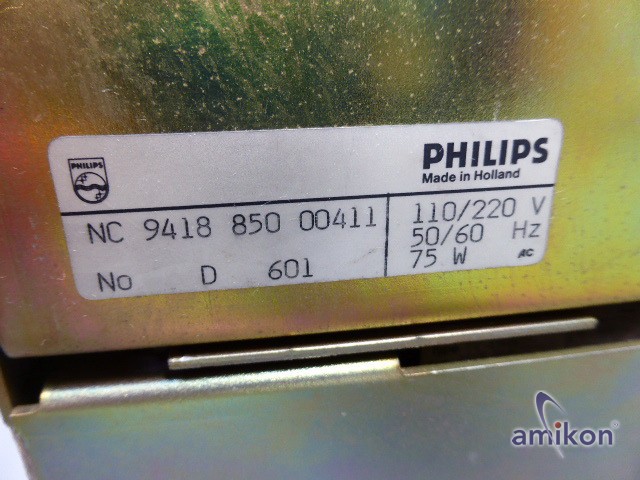 PHILIPS
PHILIPS
Made in Holland
NC 9418 850 00411
No D 601
110/220 V
50/60 Hz
75 W AC
amikon